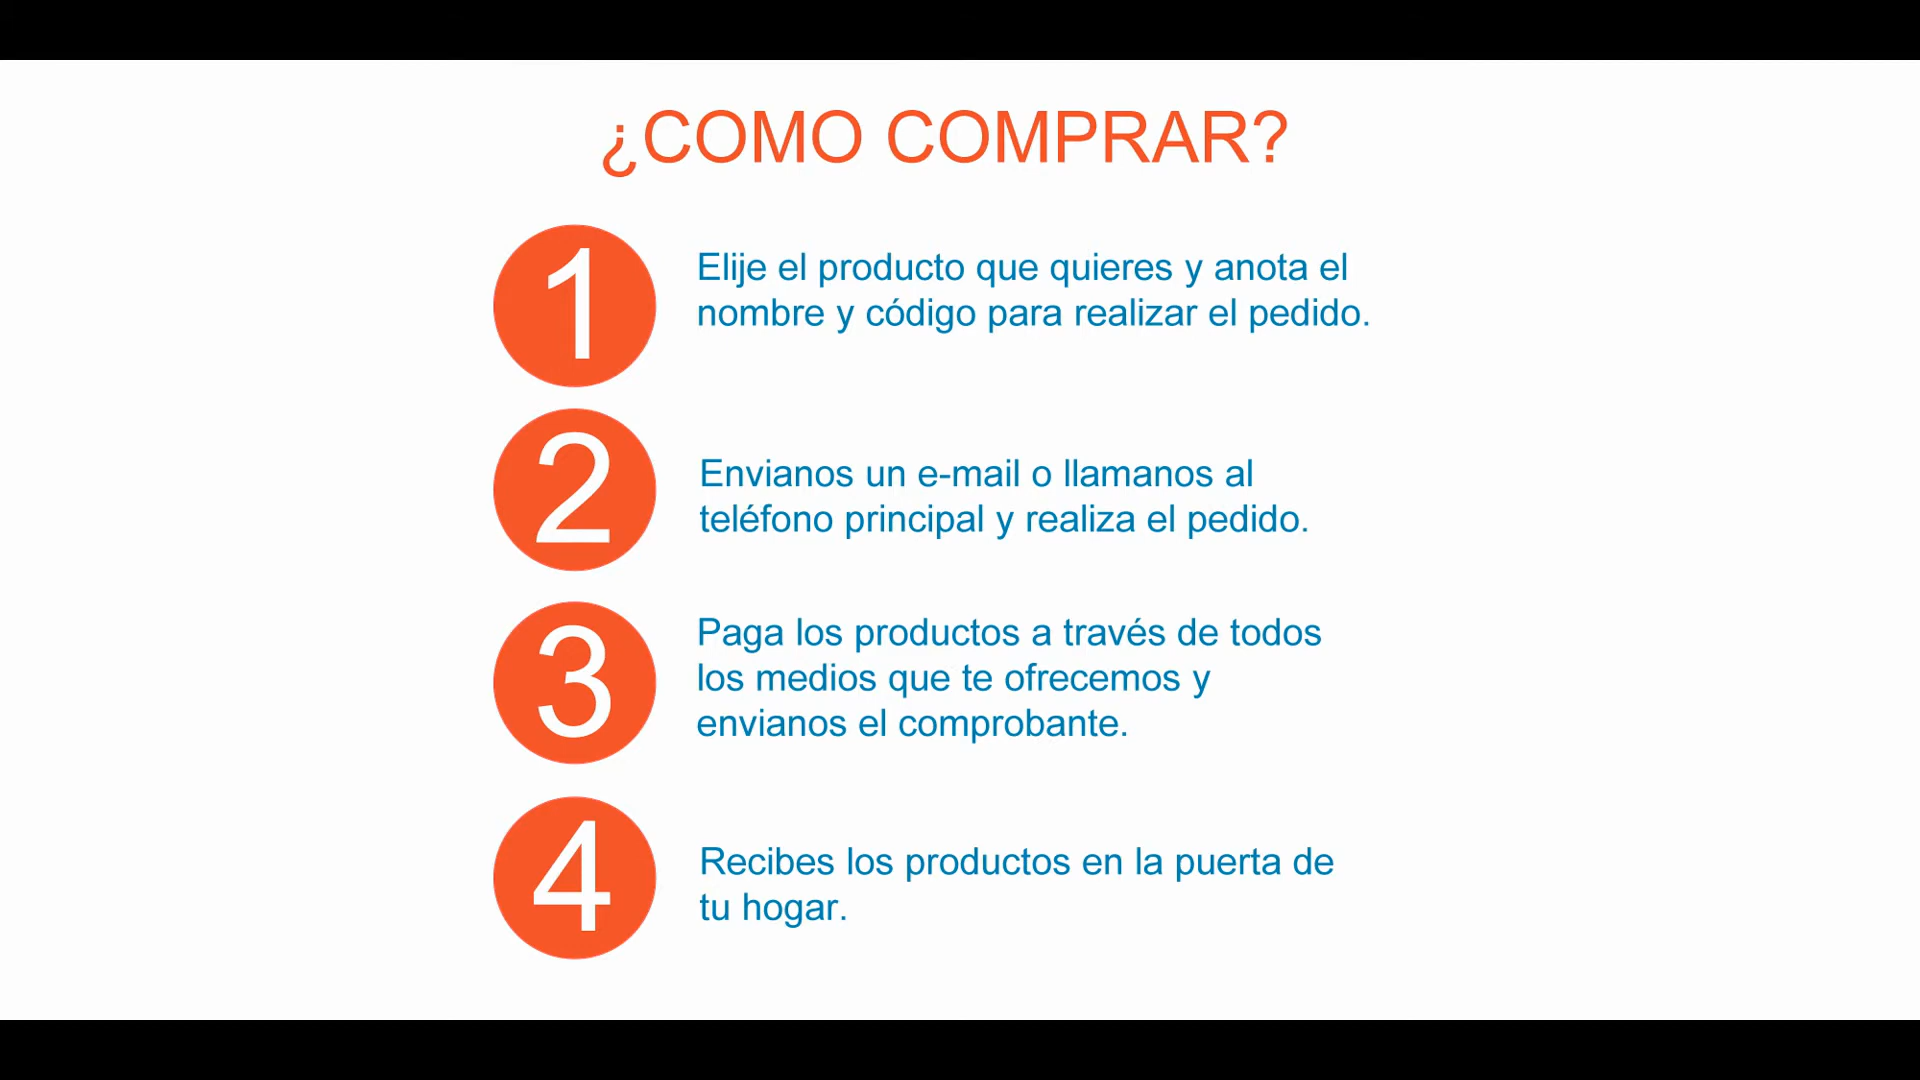 ¿COMO COMPRAR?
1
Elije el producto que quieres y anota el
nombre y código para realizar el pedido.
2
Envianos un e-mail o llamanos al
teléfono principal y realiza el pedido.
3
Paga los productos a través de todos
los medios que te ofrecemos y
envianos el comprobante.
4
Recibes los productos en la puerta de
tu hogar.